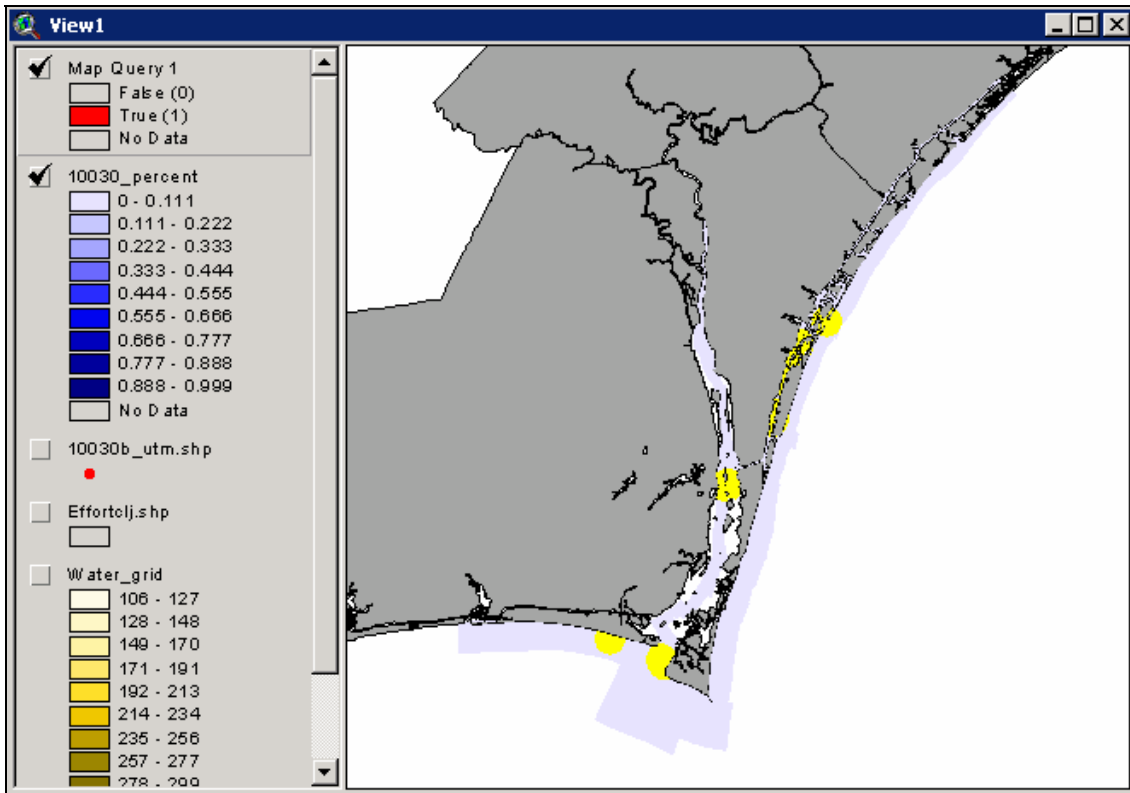 View1
Map Query 1
False (0)
True (1)
No Data
10030_percent
0 - 0.111
0.111 - 0.222
0.222 - 0.333
0.333 - 0.444
0.444 - 0.555
0.555 - 0.666
0.666 - 0.777
0.777 - 0.888
0.888 - 0.999
No Data
10030b_utm.shp
Effortclj.shp
Water_grid
106 - 127
128 - 148
149 - 170
171 - 191
192 - 213
214 - 234
235 - 256
257 - 277
278 - 299